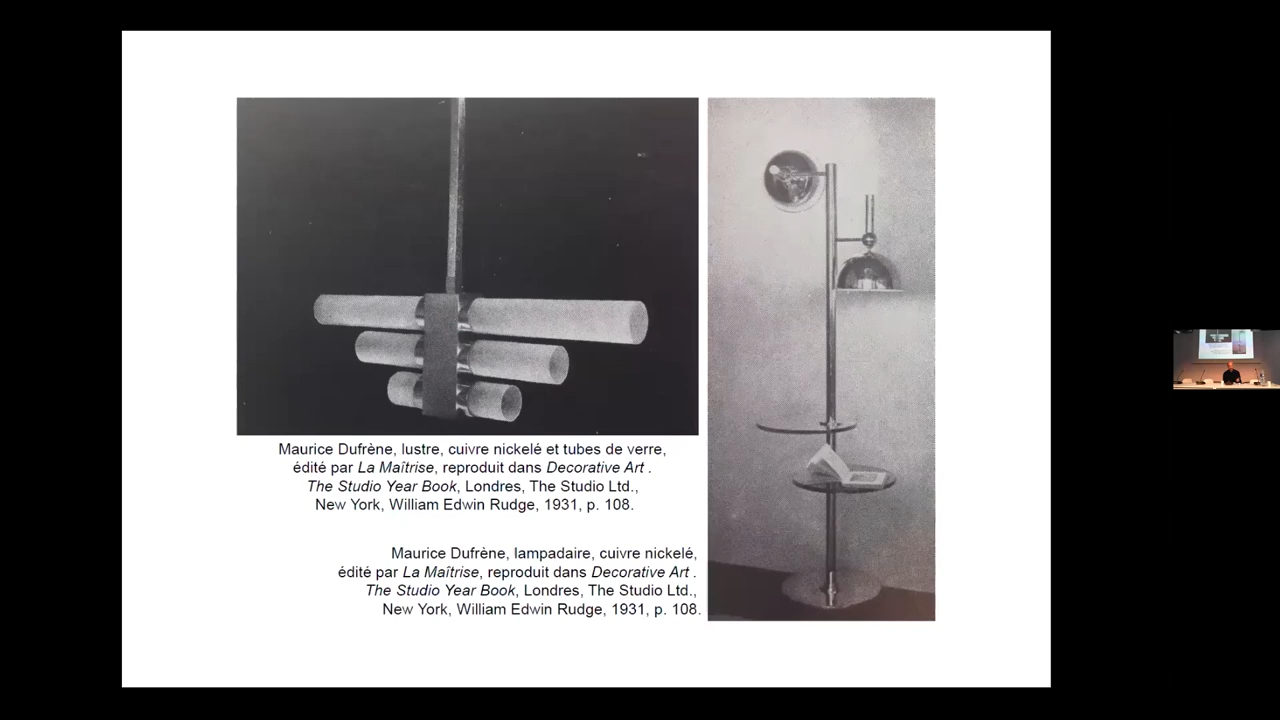 Maurice Dufrène, lustre, cuivre nickelé et tubes de verre,
édité par La Maîtrise, reproduit dans Decorative Art .
The Studio Year Book, Londres, The Studio Ltd.,
New York, William Edwin Rudge, 1931, p. 108.
Maurice Dufrène, lampadaire, cuivre nickelé,
édité par La Maîtrise, reproduit dans Decorative Art .
The Studio Year Book, Londres, The Studio Ltd.,
New York, William Edwin Rudge, 1931, p. 108.